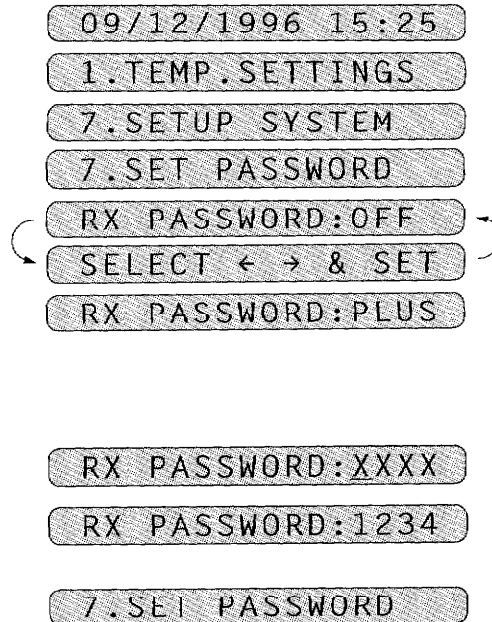 09/12/1996 15:25
1.TEMP.SETTINGS
7.SETUP SYSTEM
7.SET PASSWORD
RX PASSWORD:OFF
SELECT ← → & SET
RX PASSWORD:PLUS
RX PASSWORD:XXXX
RX PASSWORD:1234
7.SET PASSWORD